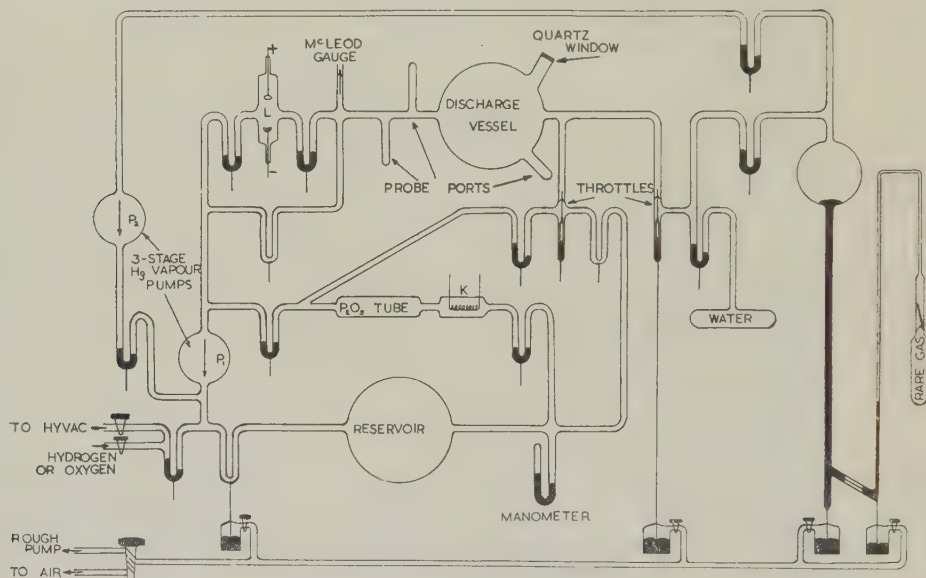 QUARTZ
WINDOW
McLEOD
GAUGE
+
L
-
DISCHARGE
VESSEL
PROBE PORTS
THROTTLES
P2
3-STAGE
Hg VAPOUR
PUMPS
P1
P2O5 TUBE
K
WATER
RARE GAS
TO HYVAC
HYDROGEN
OR OXYGEN
RESERVOIR
MANOMETER
ROUGH
PUMP
TO AIR